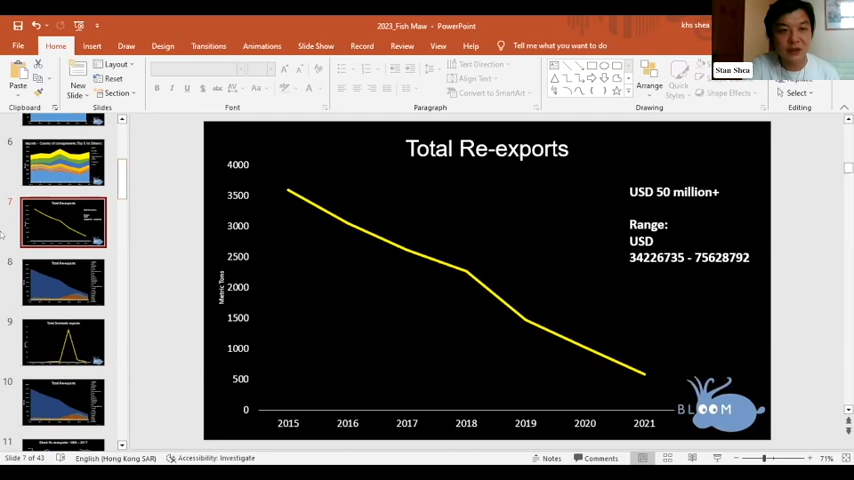 2023_Fish Maw - PowerPoint
khs shea
File Home Insert Draw Design Transitions Animations Slide Show Record Review View Help Tell me what you want to do
Stan Shea
Paste
New
Slide
Layout
Reset
Section
Text Direction
Align Text
Convert to SmartArt
Arrange
Quick
Styles
Shape Effects
Select
Clipboard
Slides
Font
Paragraph
Drawing
Editing
6
7
8
9
10
11
Total Re-exports
4000
3500
3000
2500
2000
1500
1000
500
0
Metric Tons
2015 2016 2017 2018 2019 2020 2021
USD 50 million+
Range:
USD
34226735 - 75628792
BLOOM
Slide 7 of 43 English (Hong Kong SAR) Accessibility: Investigate Notes Comments 71%